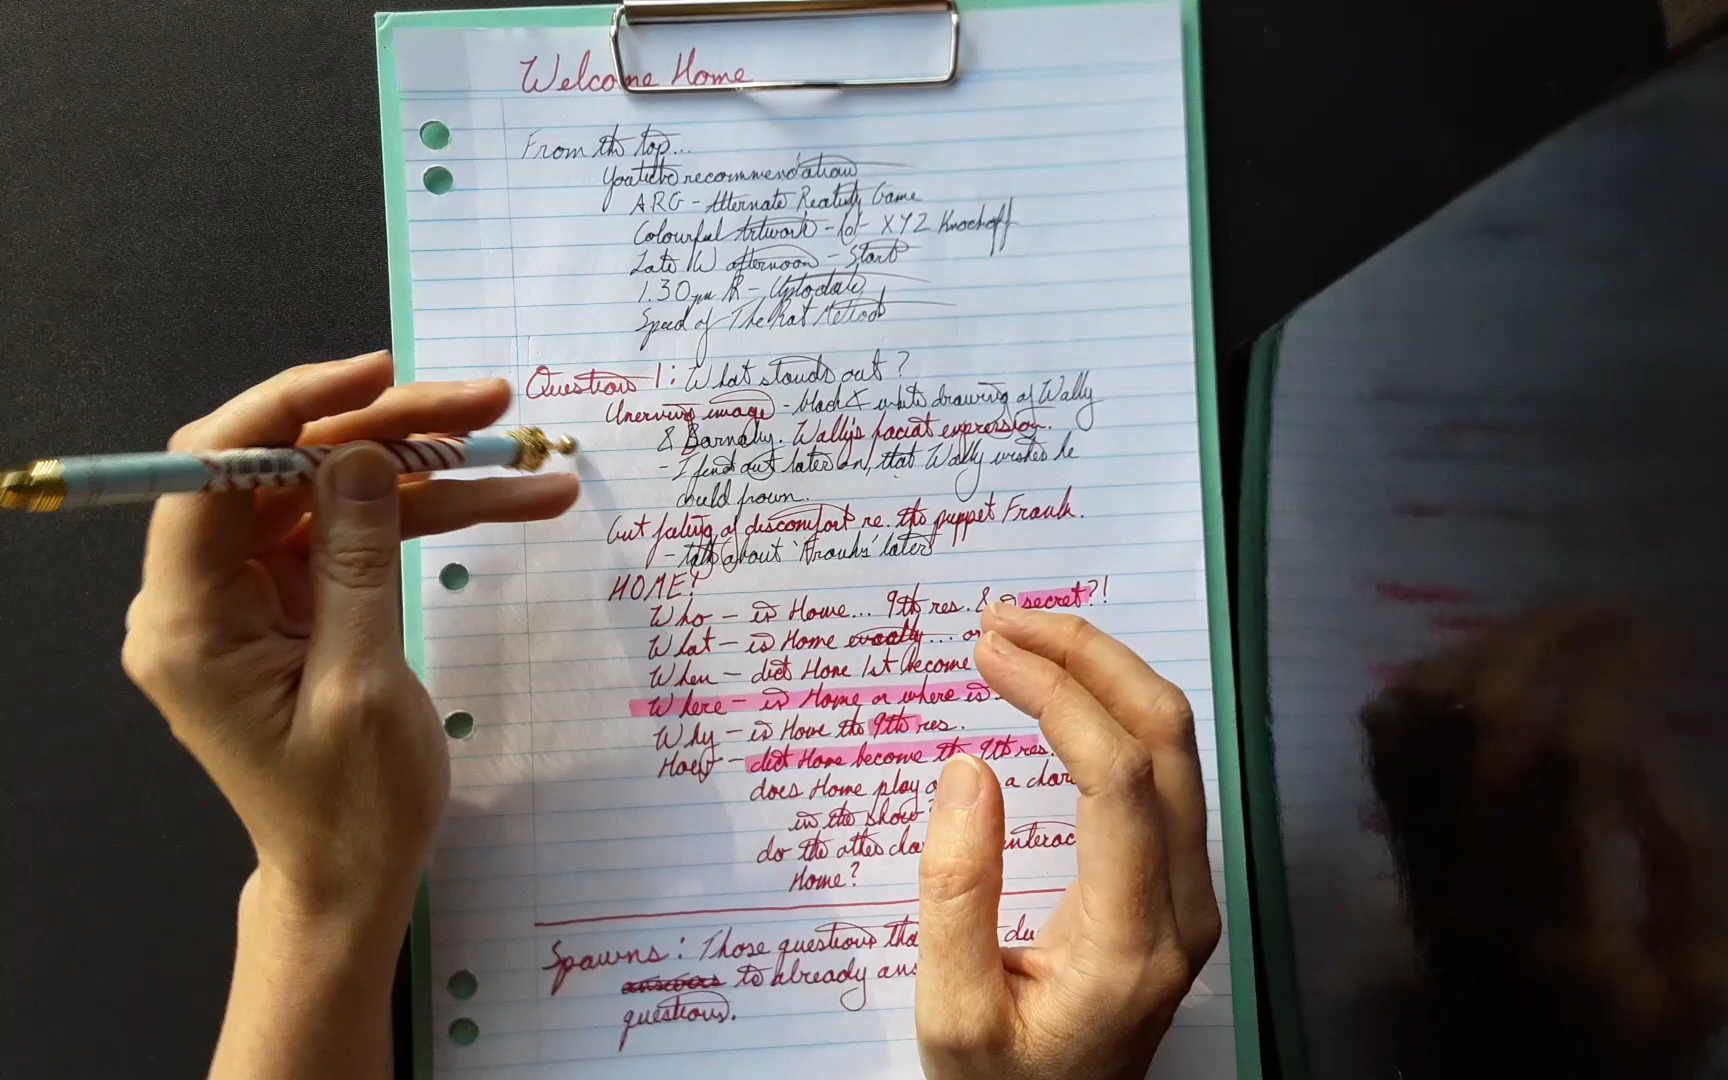 Welcome Home
From the top...
Youtube recommendation
ARG - Alternate Reality Game
Colourful Artwork - lol - XYZ Knockoff
Late W afternoon - Start
1.30pm R - Uptodate
Speed of The Rat Method
Question 1: What stands out?
Unerving image - black & white drawing of Wally
& Barnaby. Wally's facial expression.
- I find out later on, that Wally wishes he
could frown.
Gut feeling of discomfort re. the puppet Frank.
- talk about 'Franks' later
HOME!
Who - is Home... 9th res. & a secret?!
What - is Home exactly... or
When - did Home 1st become
Where - is Home or where is
Why - is Home the 9th res.
How - did Home become the 9th res.
does Home play a
in the show?
do the other interac
Home?
Spawns: Those questions
answers to already
questions.